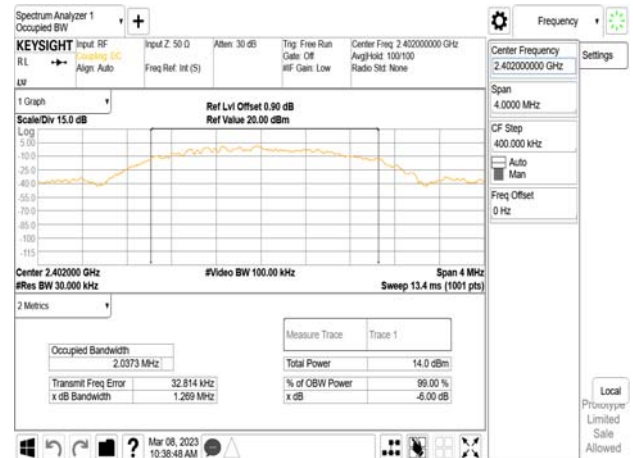 Spectrum Analyzer 1
Occupied BW
Frequency
KEYSIGHT Input: RF Input Z: 50 Ω Atten: 30 dB Trig: Free Run Center Freq: 2.402000000 GHz
RL Coupling: DC Gate: Off Avg|Hold: 100/100
Align: Auto Freq Ref: Int (S) #IF Gain: Low Radio Std: None
LXI
1 Graph
Ref Lvl Offset 0.90 dB
Scale/Div 15.0 dB Ref Value 20.00 dBm
Log
5.00
-10.0
-25.0
-40.0
-55.0
-70.0
-85.0
-100
-115
Center 2.402000 GHz #Video BW 100.00 kHz Span 4 MHz
#Res BW 30.000 kHz Sweep 13.4 ms (1001 pts)
2 Metrics
Measure Trace Trace 1
Occupied Bandwidth
2.0373 MHz Total Power 14.0 dBm
Transmit Freq Error 32.814 kHz % of OBW Power 99.00 %
x dB Bandwidth 1.269 MHz x dB -6.00 dB
Mar 08, 2023
10:38:48 AM
Center Frequency
2.402000000 GHz
Settings
Span
4.0000 MHz
CF Step
400.000 kHz
Auto
Man
Freq Offset
0 Hz
Local
Prototype
Limited
Sale
Allowed